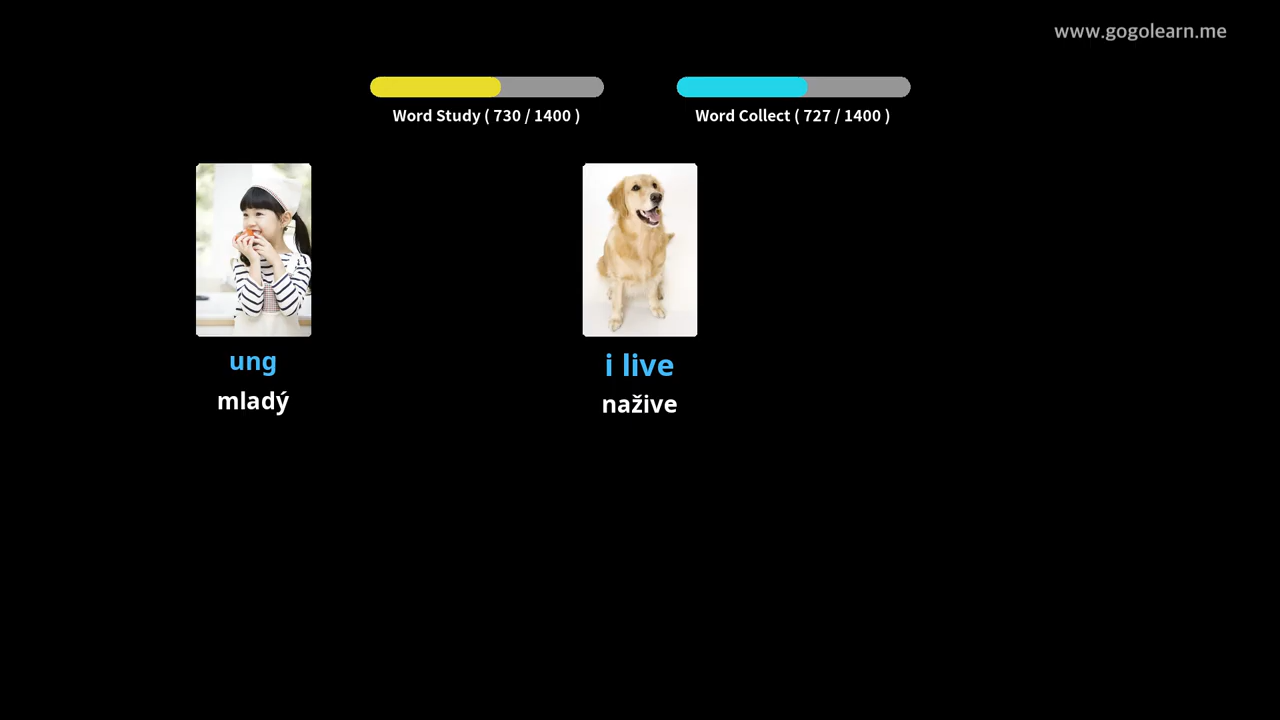 www.gogolearn.me
Word Study ( 730 / 1400 )
Word Collect ( 727 / 1400 )
ung
mladý
i live
nažive